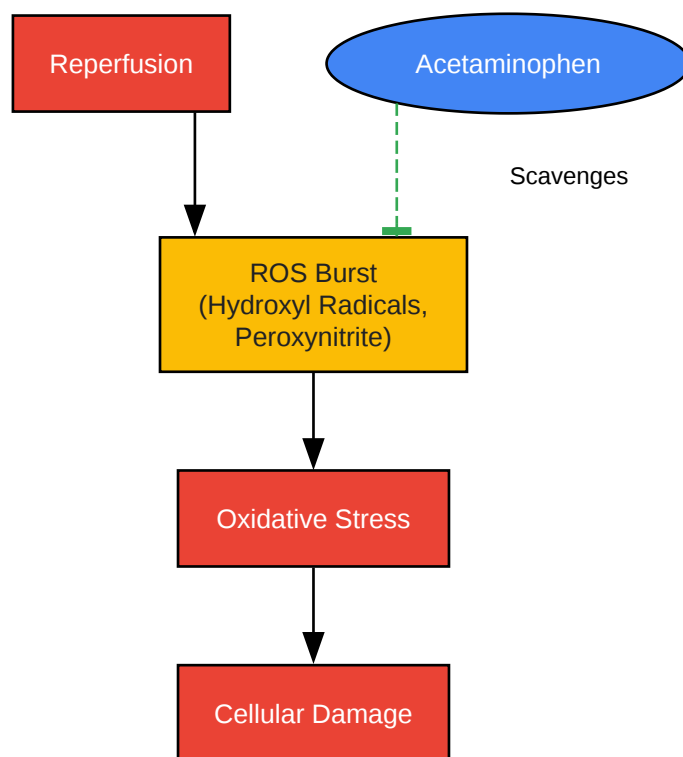 Reperfusion
Acetaminophen
Scavenges
ROS Burst
(Hydroxyl Radicals,
Peroxynitrite)
Oxidative Stress
Cellular Damage